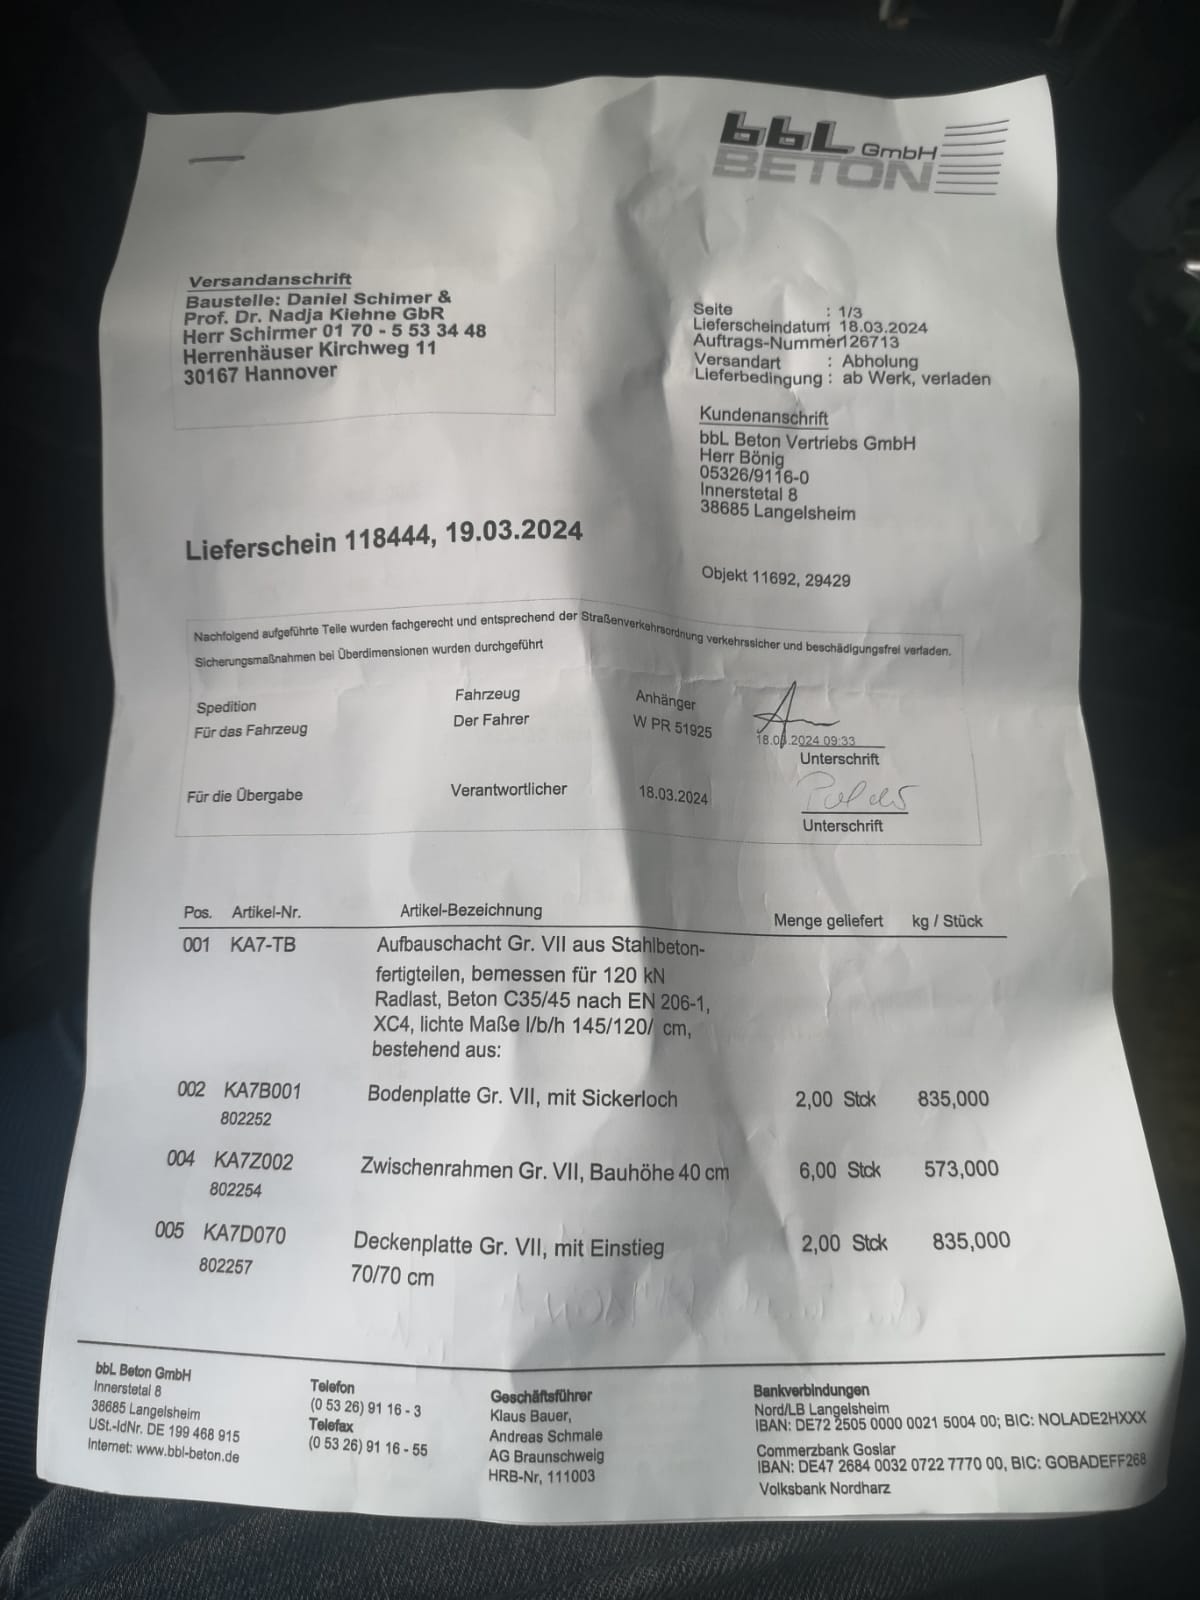 bbL GmbH
BETON
Versandanschrift
Baustelle: Daniel Schimer &
Prof. Dr. Nadja Kiehne GbR
Herr Schirmer 01 70 - 5 53 34 48
Herrenhäuser Kirchweg 11
30167 Hannover
Seite : 1/3
Lieferscheindatum 18.03.2024
Auftrags-Nummer126713
Versandart : Abholung
Lieferbedingung : ab Werk, verladen
Kundenanschrift
bbL Beton Vertriebs GmbH
Herr Bönig
05326/9116-0
Innerstetal 8
38685 Langelsheim
Lieferschein 118444, 19.03.2024
Objekt 11692, 29429
Nachfolgend aufgeführte Teile wurden fachgerecht und entsprechend der Straßenverkehrsordnung verkehrssicher und beschädigungsfrei verladen.
Sicherungsmaßnahmen bei Überdimensionen wurden durchgeführt
Spedition Fahrzeug Anhänger
Für das Fahrzeug Der Fahrer W PR 51925 18.03.2024 09:33
Unterschrift
Für die Übergabe Verantwortlicher 18.03.2024
Unterschrift
Pos. Artikel-Nr. Artikel-Bezeichnung Menge geliefert kg / Stück
001 KA7-TB Aufbauschacht Gr. VII aus Stahlbeton-
fertigteilen, bemessen für 120 kN
Radlast, Beton C35/45 nach EN 206-1,
XC4, lichte Maße l/b/h 145/120/ cm,
bestehend aus:
002 KA7B001 Bodenplatte Gr. VII, mit Sickerloch 2,00 Stck 835,000
802252
004 KA7Z002 Zwischenrahmen Gr. VII, Bauhöhe 40 cm 6,00 Stck 573,000
802254
005 KA7D070 Deckenplatte Gr. VII, mit Einstieg 2,00 Stck 835,000
802257 70/70 cm
bbL Beton GmbH
Innerstetal 8
38685 Langelsheim
USt.-IdNr. DE 199 468 915
Internet: www.bbl-beton.de
Telefon
(0 53 26) 91 16 - 3
Telefax
(0 53 26) 91 16 - 55
Geschäftsführer
Klaus Bauer,
Andreas Schmale
AG Braunschweig
HRB-Nr, 111003
Bankverbindungen
Nord/LB Langelsheim
IBAN: DE72 2505 0000 0021 5004 00; BIC: NOLADE2HXXX
Commerzbank Goslar
IBAN: DE47 2684 0032 0722 7770 00, BIC: GOBADEFF268
Volksbank Nordharz